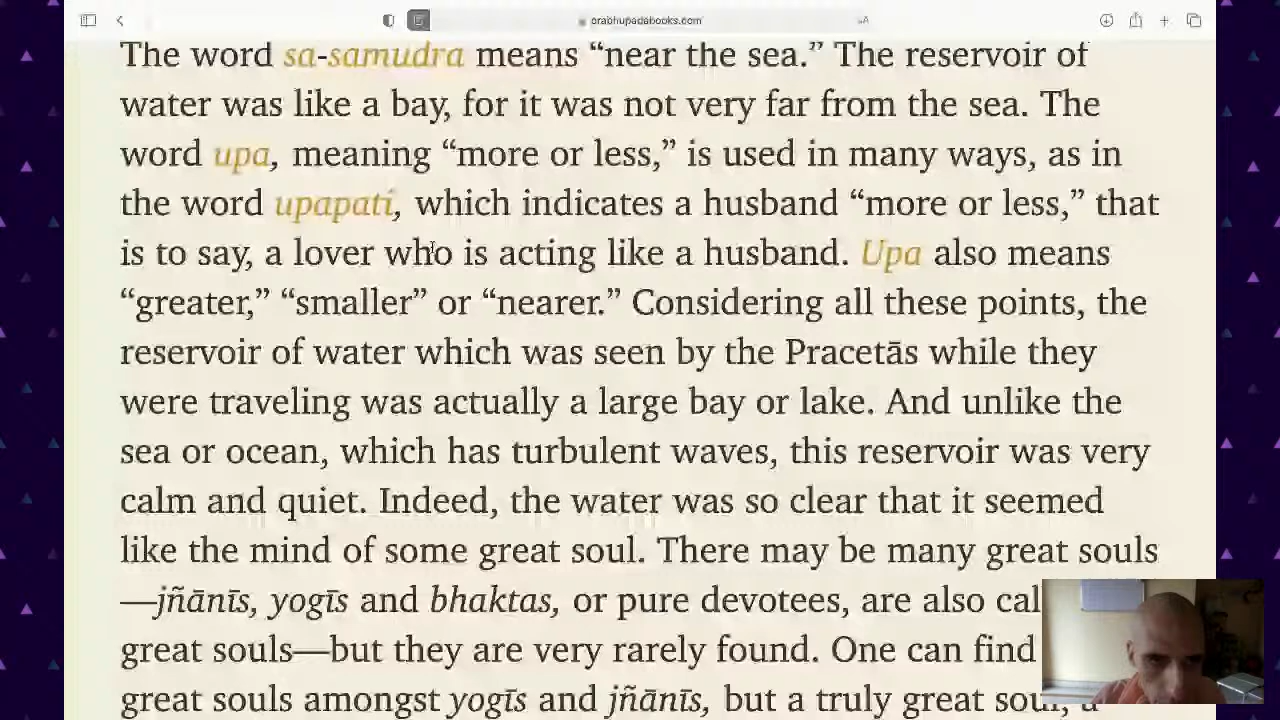 prabhupadabooks.com
The word sa-samudra means “near the sea.” The reservoir of
water was like a bay, for it was not very far from the sea. The
word upa, meaning “more or less,” is used in many ways, as in
the word upapati, which indicates a husband “more or less,” that
is to say, a lover who is acting like a husband. Upa also means
“greater,” “smaller” or “nearer.” Considering all these points, the
reservoir of water which was seen by the Pracetās while they
were traveling was actually a large bay or lake. And unlike the
sea or ocean, which has turbulent waves, this reservoir was very
calm and quiet. Indeed, the water was so clear that it seemed
like the mind of some great soul. There may be many great souls
—jñānīs, yogīs and bhaktas, or pure devotees, are also cal
great souls—but they are very rarely found. One can find
great souls amongst yogīs and jñānīs, but a truly great soul, a